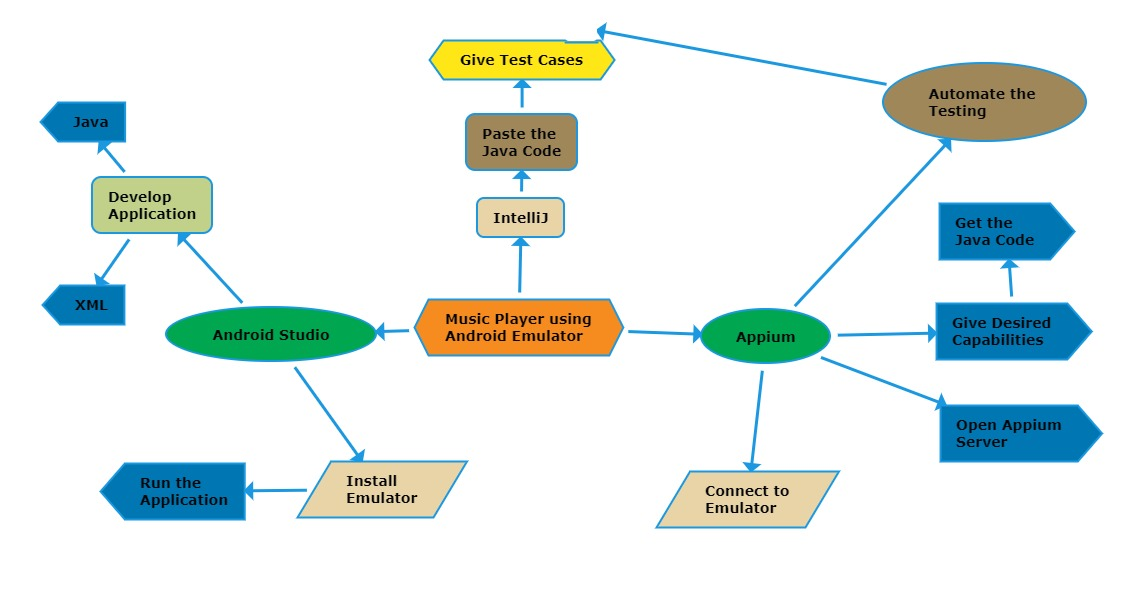 Give Test Cases
Automate the
Testing
Java
Paste the
Java Code
Develop
Application
IntelliJ
Get the
Java Code
XML
Music Player using
Android Emulator
Android Studio
Appium
Give Desired
Capabilities
Open Appium
Server
Run the
Application
Install
Emulator
Connect to
Emulator